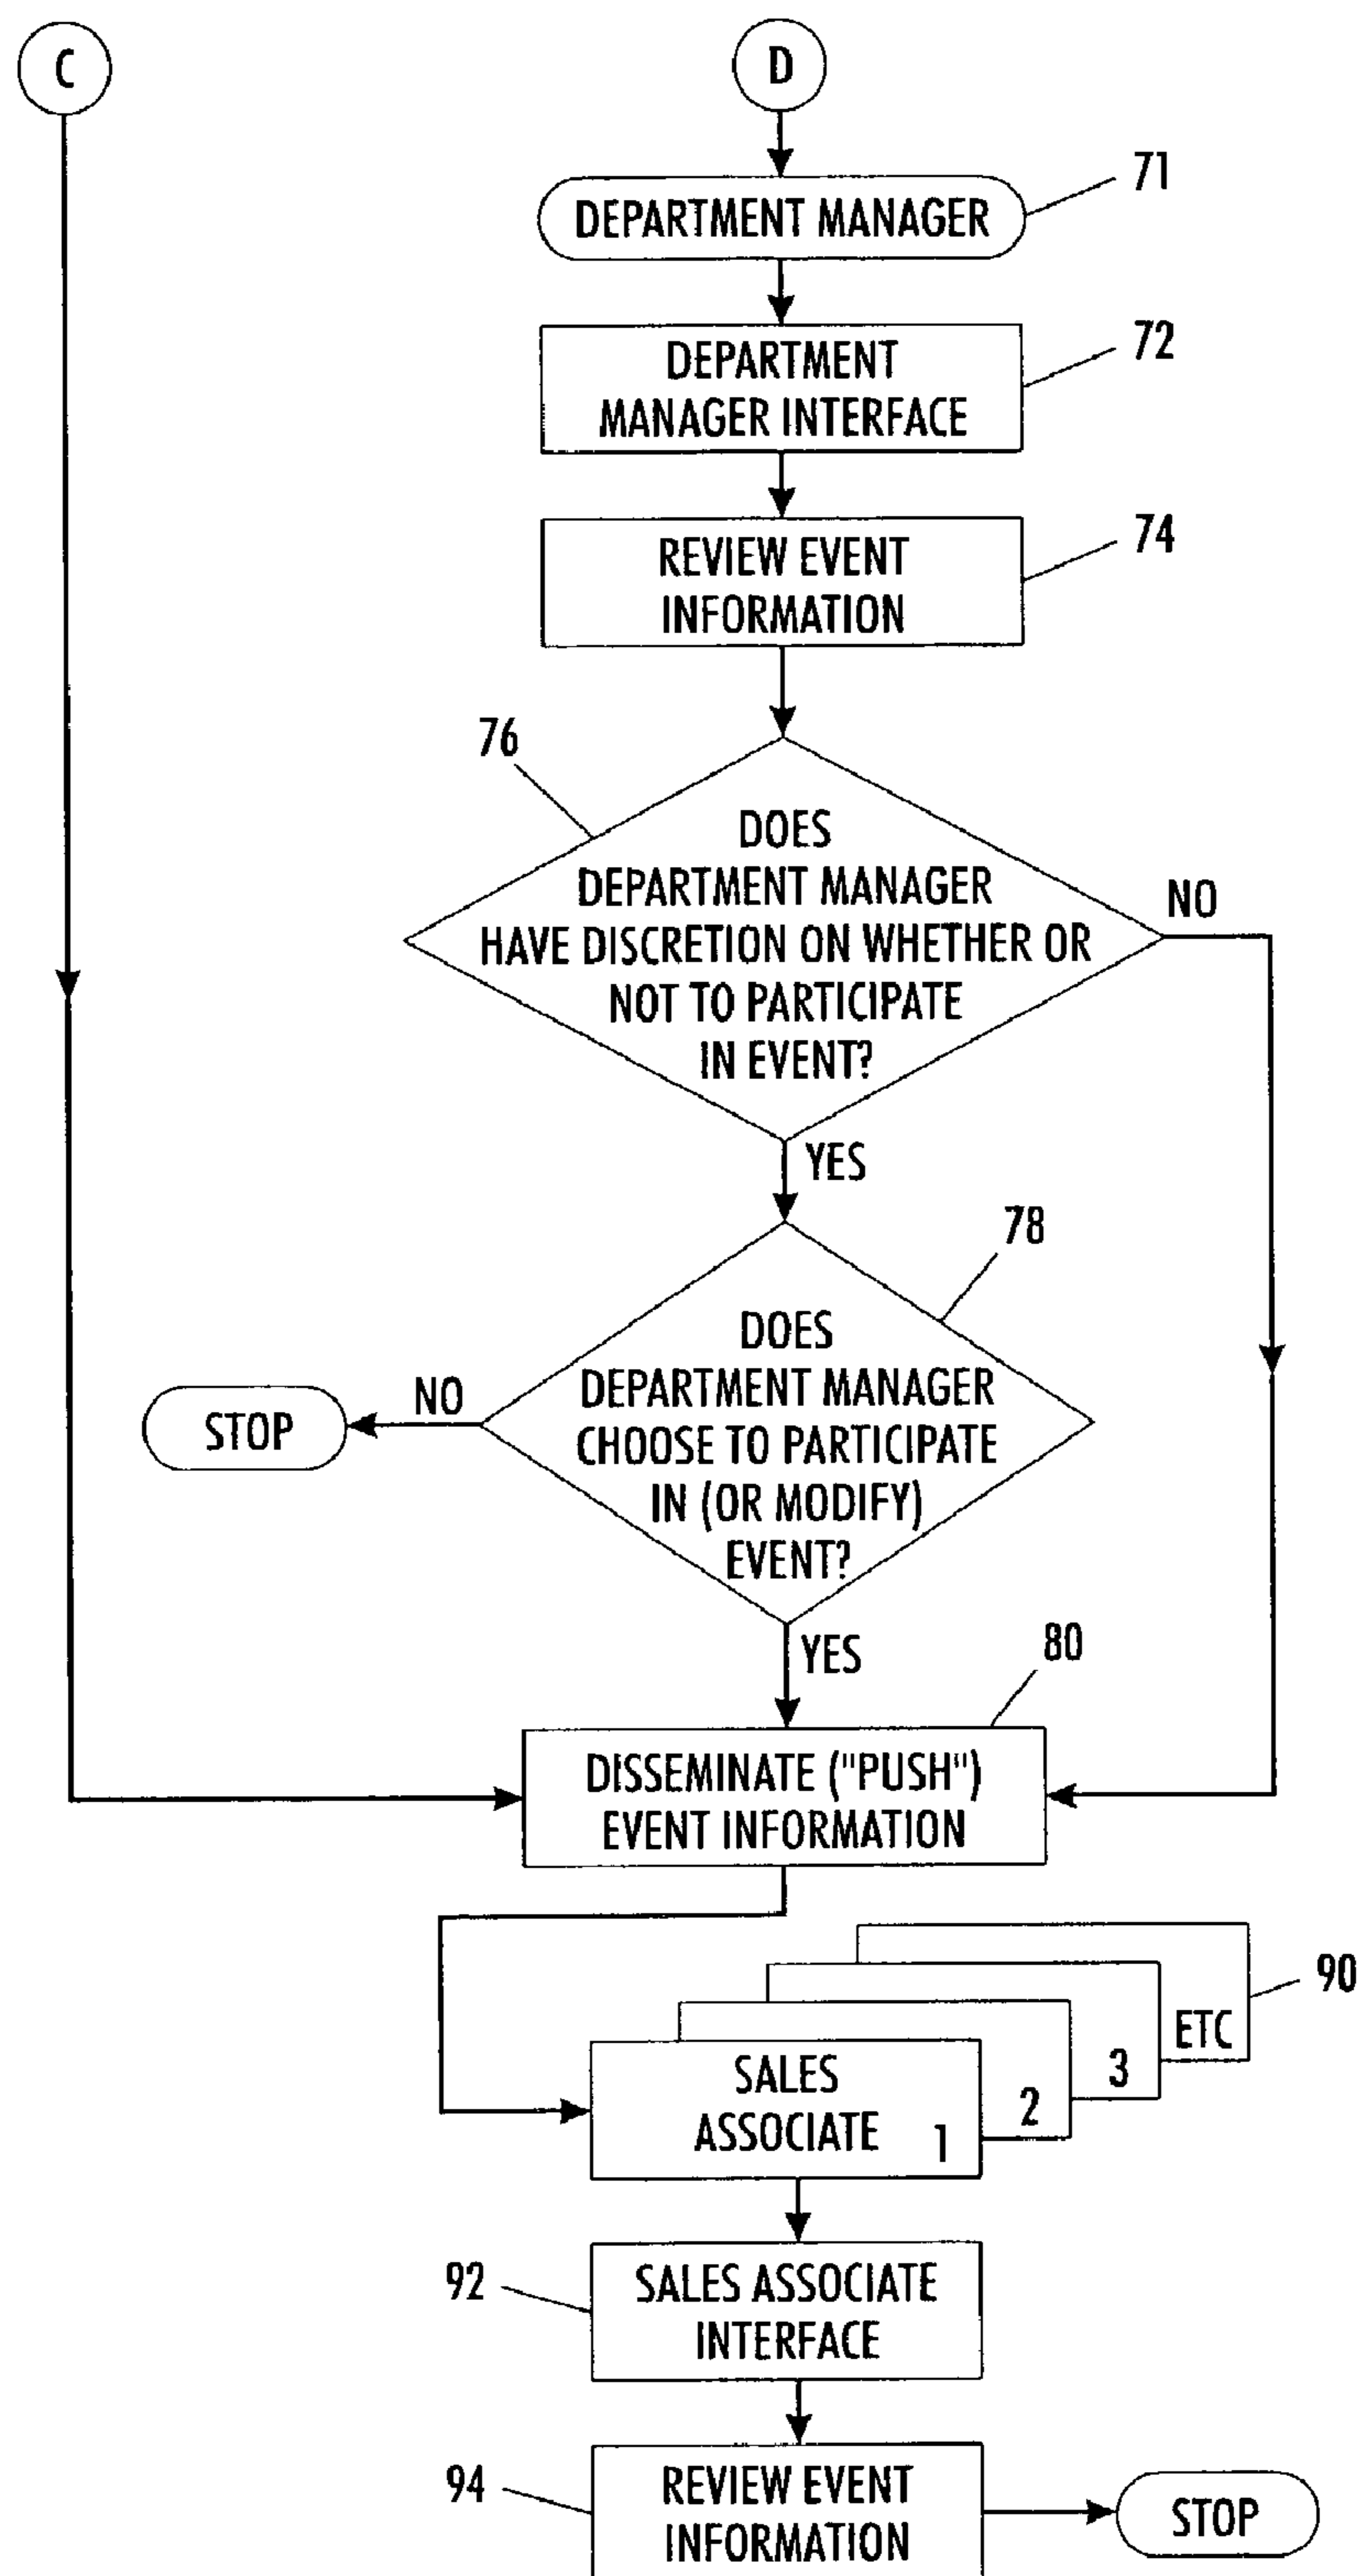 C
D
DEPARTMENT MANAGER
71
DEPARTMENT
MANAGER INTERFACE
72
REVIEW EVENT
INFORMATION
74
76
DOES
DEPARTMENT MANAGER
HAVE DISCRETION ON WHETHER OR
NOT TO PARTICIPATE
IN EVENT?
NO
YES
78
DOES
DEPARTMENT MANAGER
CHOOSE TO PARTICIPATE
IN (OR MODIFY)
EVENT?
NO
STOP
YES
80
DISSEMINATE ("PUSH")
EVENT INFORMATION
90
ETC
3
2
SALES
ASSOCIATE
1
92
SALES ASSOCIATE
INTERFACE
94
REVIEW EVENT
INFORMATION
STOP